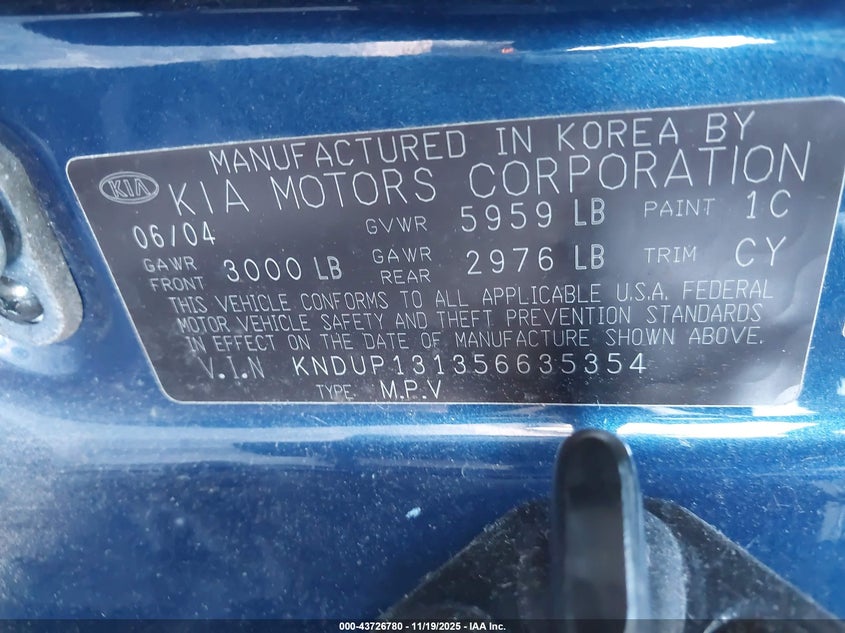 MANUFACTURED IN KOREA BY
KIA KIA MOTORS CORPORATION
06/04 GVWR 5959 LB PAINT 1C
GAWR FRONT 3000 LB GAWR REAR 2976 LB TRIM CY
THIS VEHICLE CONFORMS TO ALL APPLICABLE U.S.A. FEDERAL
MOTOR VEHICLE SAFETY AND THEFT PREVENTION STANDARDS
IN EFFECT ON THE DATE OF MANUFACTURE SHOWN ABOVE.
V.I.N KNDUP131356635354
TYPE M.P.V
000-43726780 - 11/19/2025 - IAA Inc.